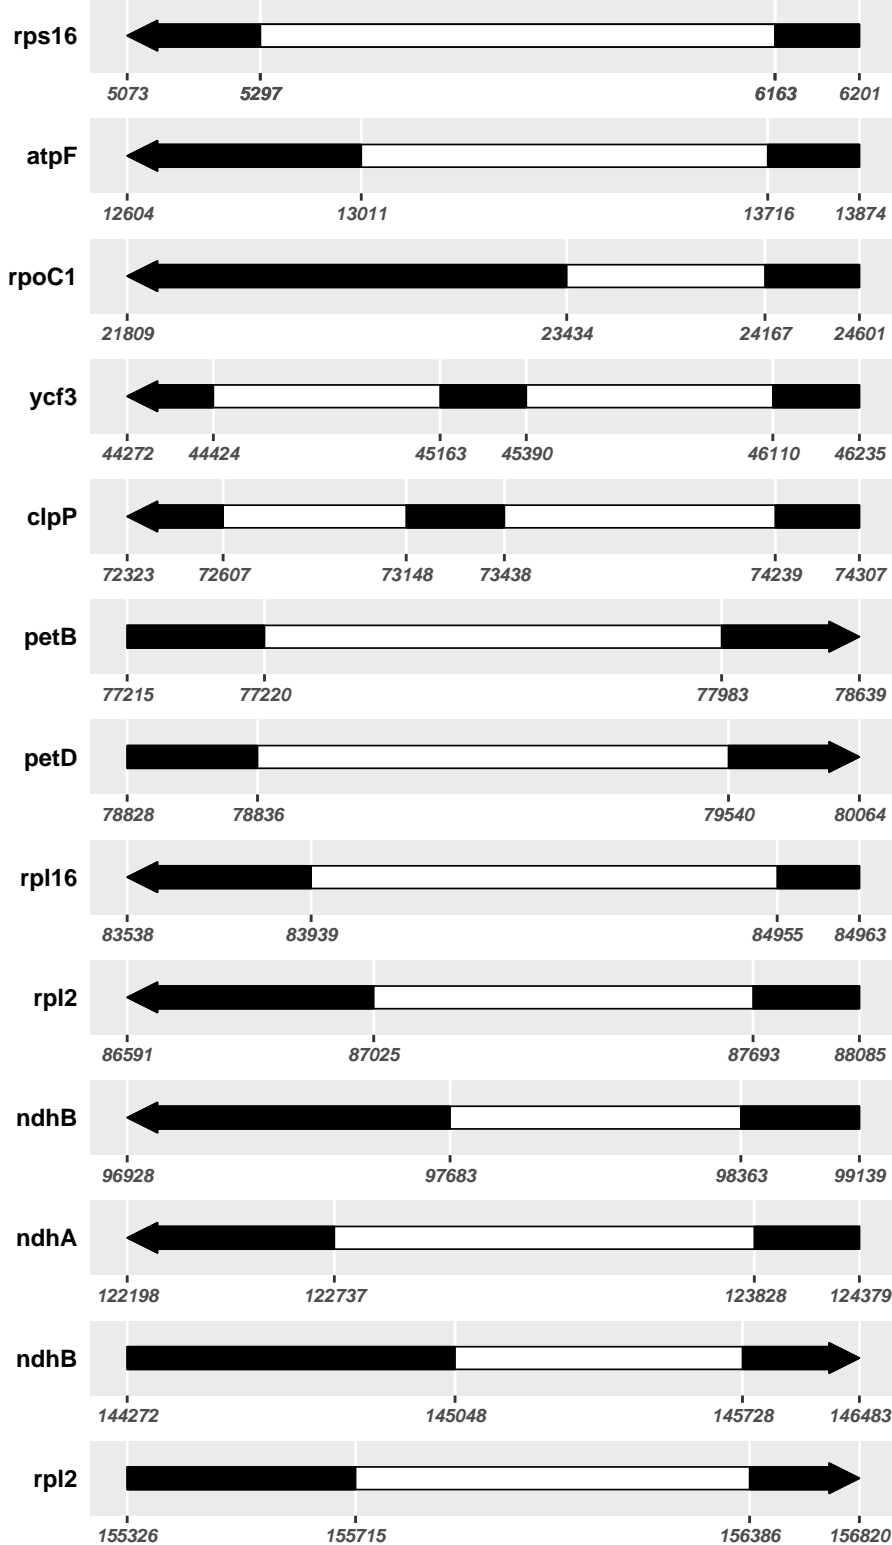 rps16
5073 5297 6163 6201
atpF
12604 13011 13716 13874
rpoC1
21809 23434 24167 24601
ycf3
44272 44424 45163 45390 46110 46235
clpP
72323 72607 73148 73438 74239 74307
petB
77215 77220 77983 78639
petD
78828 78836 79540 80064
rpl16
83538 83939 84955 84963
rpl2
86591 87025 87693 88085
ndhB
96928 97683 98363 99139
ndhA
122198 122737 123828 124379
ndhB
144272 145048 145728 146483
rpl2
155326 155715 156386 156820